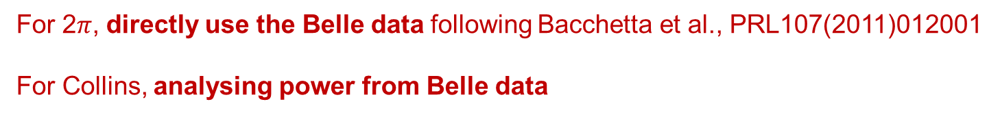 For 2𝜋, directly use the Belle data following Bacchetta et al., PRL107(2011)012001
For Collins, analysing power from Belle data